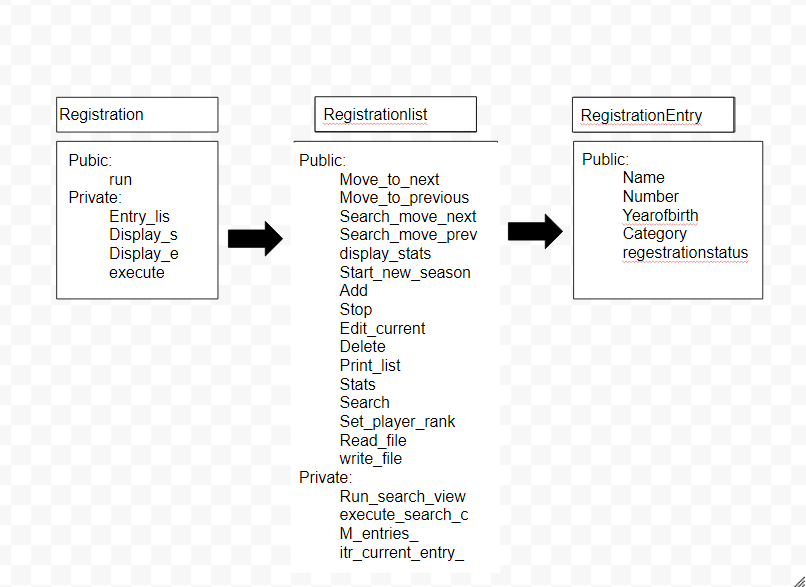 Registration
Pubic:
run
Private:
Entry_lis
Display_s
Display_e
execute
Registrationlist
Public:
Move_to_next
Move_to_previous
Search_move_next
Search_move_prev
display_stats
Start_new_season
Add
Stop
Edit_current
Delete
Print_list
Stats
Search
Set_player_rank
Read_file
write_file
Private:
Run_search_view
execute_search_c
M_entries_
itr_current_entry_
RegistrationEntry
Public:
Name
Number
Yearofbirth
Category
regestrationstatus